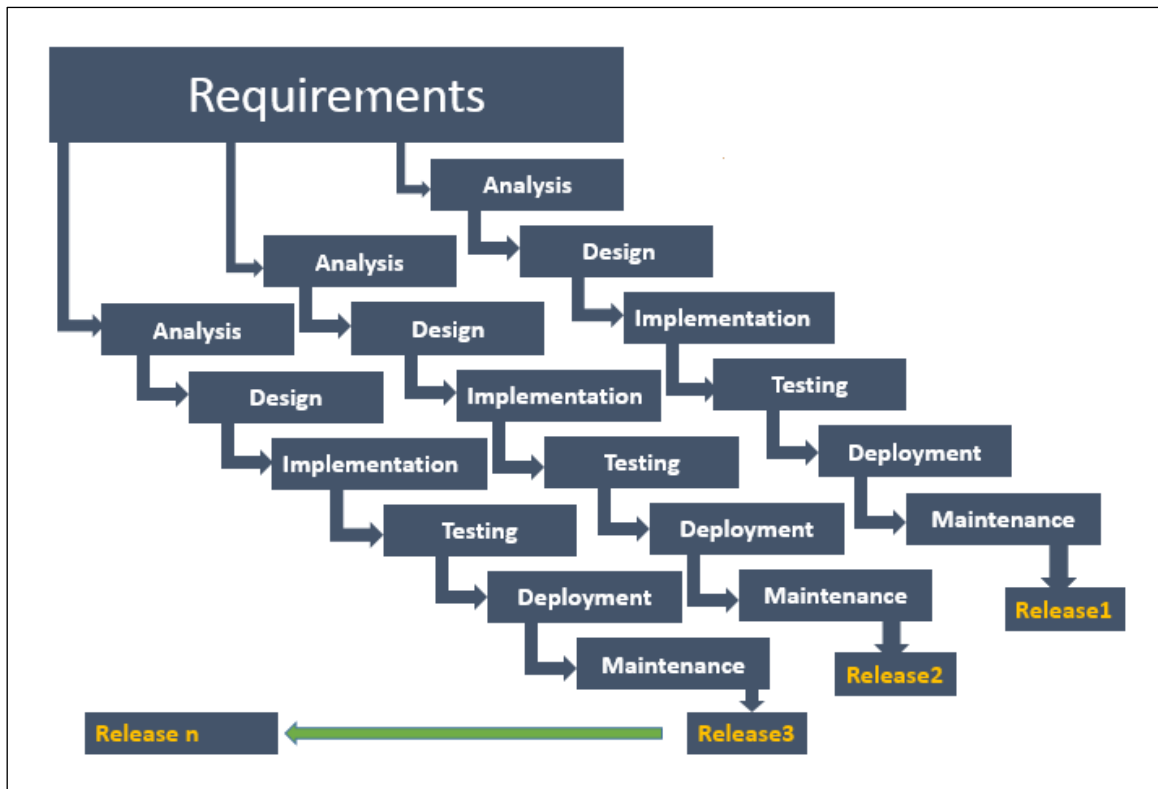 Requirements
Analysis
Design
Implementation
Testing
Deployment
Maintenance
Release1
Analysis
Design
Implementation
Testing
Deployment
Maintenance
Release2
Analysis
Design
Implementation
Testing
Deployment
Maintenance
Release3
Release n